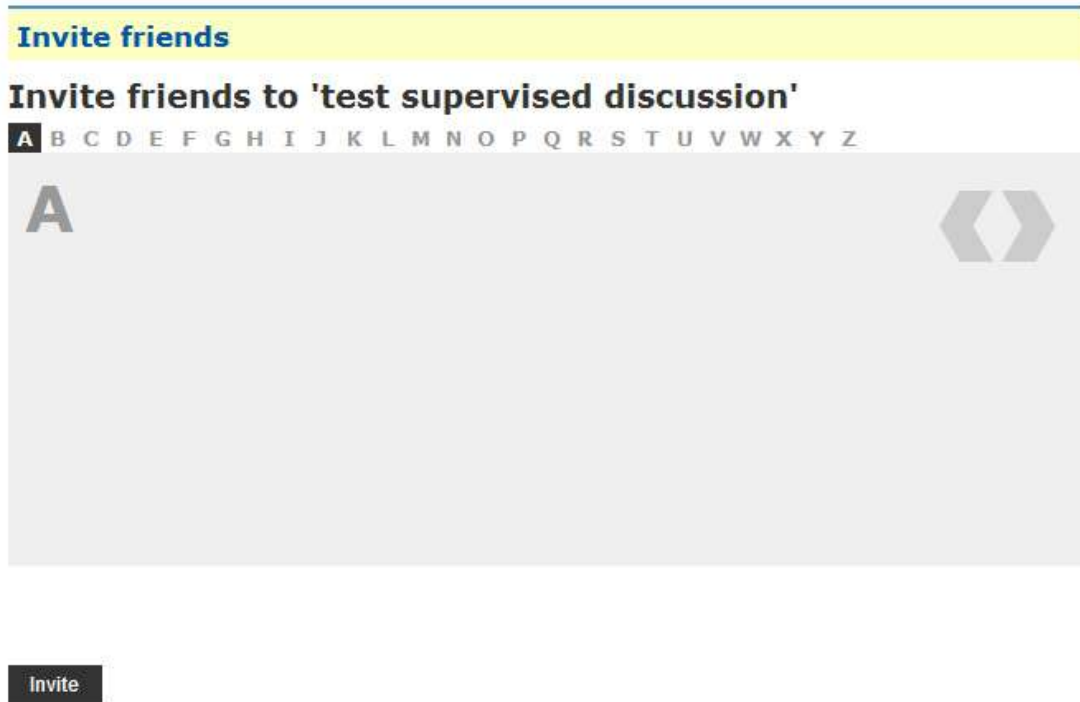 Invite friends
Invite friends to 'test supervised discussion'
A B C D E F G H I J K L M N O P Q R S T U V W X Y Z
A
Invite